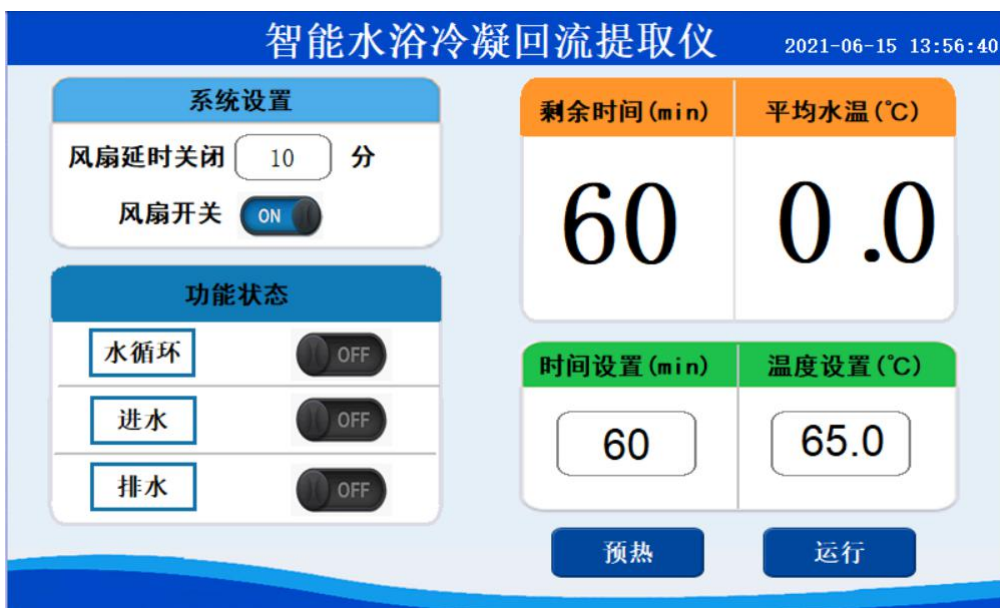 智能水浴冷凝回流提取仪
2021-06-15 13:56:40
系统设置
风扇延时关闭 10 分
风扇开关 ON
功能状态
水循环 OFF
进水 OFF
排水 OFF
剩余时间(min) 平均水温(℃)
60 0.0
时间设置(min) 温度设置(℃)
60 65.0
预热 运行